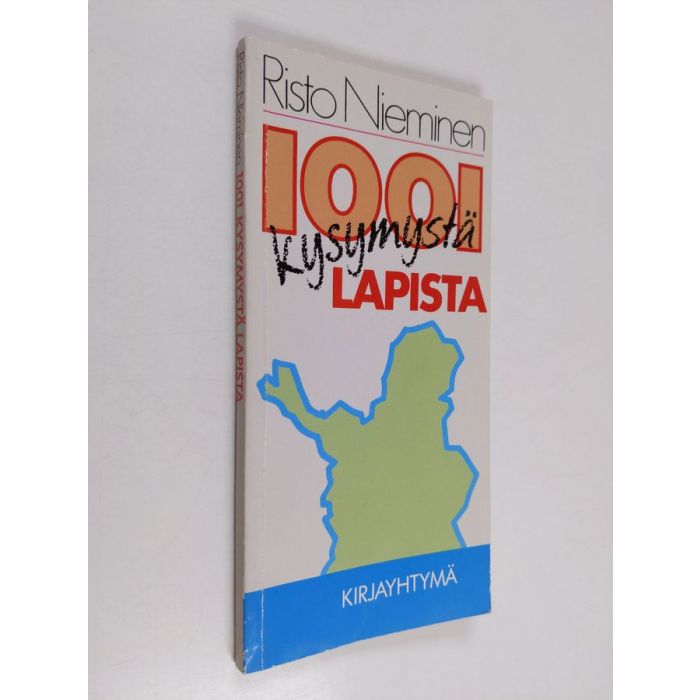 Risto Nieminen
1001
kysymystä
LAPISTA
KIRJAYHTYMÄ
Risto Nieminen 1001 KYSYMYSTÄ LAPISTA